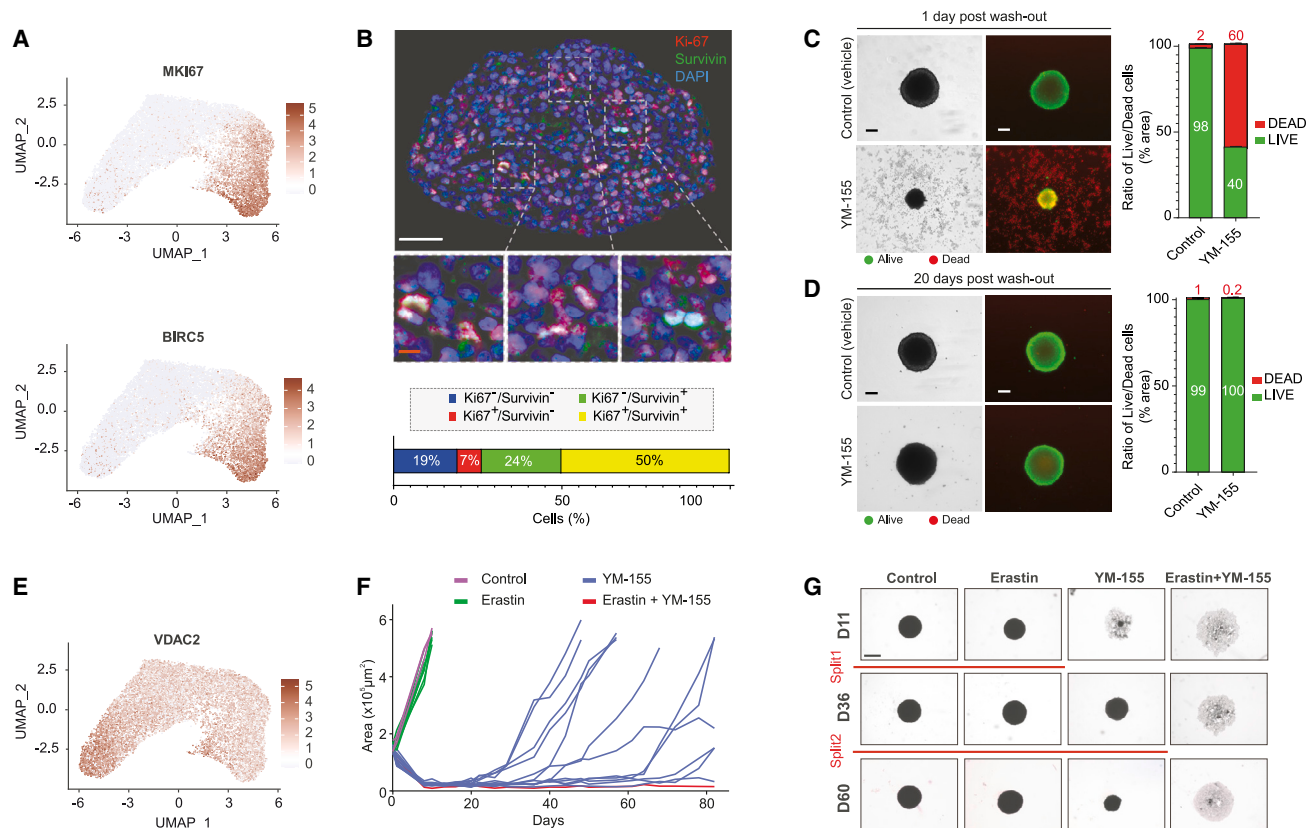 A
MKI67
UMAP_2
2.5
0.0
-2.5
-6 -3 0 3 6
UMAP_1
5
4
3
2
1
0
BIRC5
UMAP_2
2.5
0.0
-2.5
-6 -3 0 3 6
UMAP_1
4
3
2
1
0
B
Ki-67
Survivin
DAPI
Ki67-/Survivin- Ki67-/Survivin+
Ki67+/Survivin- Ki67+/Survivin+
19% 7% 24% 50%
0 50 100
Cells (%)
C
1 day post wash-out
Control (vehicle)
YM-155
Alive Dead
2 60
100
50
0
98
40
Ratio of Live/Dead cells
(% area)
DEAD
LIVE
Control
YM-155
D
20 days post wash-out
Control (vehicle)
YM-155
Alive Dead
1 0.2
100
50
0
99 100
Ratio of Live/Dead cells
(% area)
DEAD
LIVE
Control
YM-155
E
VDAC2
UMAP_2
2.5
0.0
-2.5
-6 -3 0 3 6
UMAP_1
5
4
3
2
1
0
F
Control YM-155
Erastin Erastin + YM-155
Area (x10⁵µm²)
6
4
2
0
0 20 40 60 80
Days
G
Control Erastin YM-155 Erastin+YM-155
D11
Split1
D36
Split2
D60